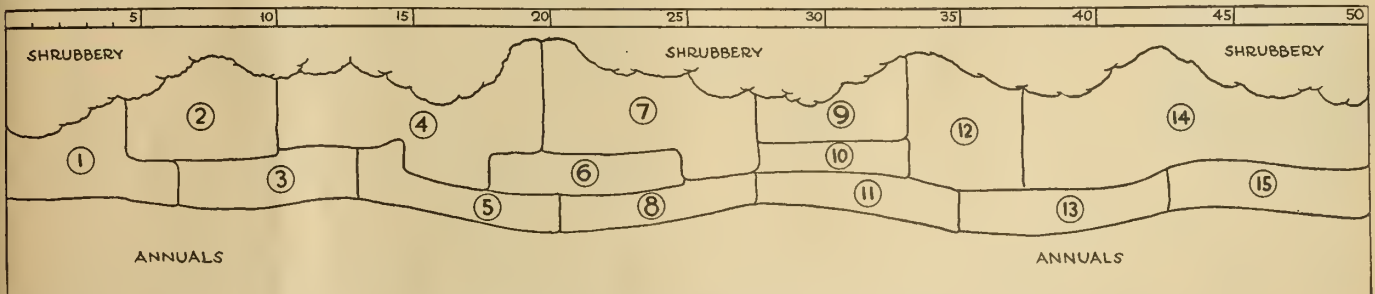 5 10 15 20 25 30 35 40 45 50
SHRUBBERY SHRUBBERY SHRUBBERY
2 4 7 9 12 14
1 3 6 10 15
5 8 11 13
ANNUALS ANNUALS